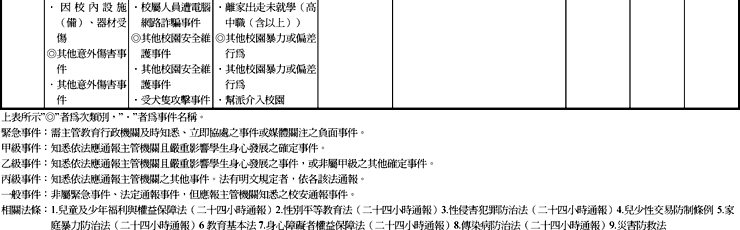 ・因校內設施（備）、器材受傷
◎其他意外傷害事件
・其他意外傷害事件
・校屬人員遭電腦網路詐騙事件
◎其他校園安全維護事件
・其他校園安全維護事件
・受犬隻攻擊事件
・離家出走未就學（高中職（含以上））
◎其他校園暴力或偏差行為
・其他校園暴力或偏差行為
・幫派介入校園
上表所示”◎”者為次類別，”・”者為事件名稱。
緊急事件：需主管教育行政機關及時知悉、立即協處之事件或媒體關注之負面事件。
甲級事件：知悉依法應通報主管機關且嚴重影響學生身心發展之確定事件。
乙級事件：知悉依法應通報主管機關且嚴重影響學生身心發展之事件，或非屬甲級之其他確定事件。
丙級事件：知悉依法應通報主管機關之其他事件。法有明文規定者，依各該法通報。
一般事件：非屬緊急事件、法定通報事件，但應報主管機關知悉之校安通報事件。
相關法條：1.兒童及少年福利與權益保障法（二十四小時通報）2.性別平等教育法（二十四小時通報）3.性侵害犯罪防治法（二十四小時通報）4.兒少性交易防制條例 5.家
庭暴力防治法（二十四小時通報）6 教育基本法 7.身心障礙者權益保障法（二十四小時通報）8.傳染病防治法（二十四小時通報）9.災害防救法